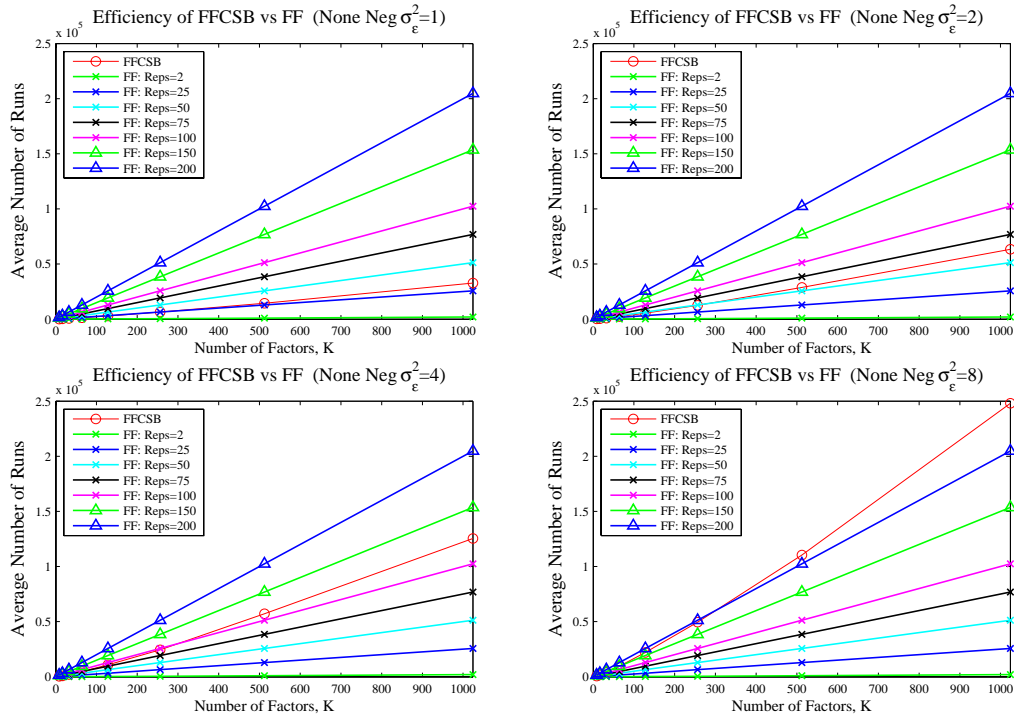 Efficiency of FFCSB vs FF (None Neg σ²ε=1)
x 10⁵
2.5
2
1.5
1
0.5
0
Average Number of Runs
FFCSB
FF: Reps=2
FF: Reps=25
FF: Reps=50
FF: Reps=75
FF: Reps=100
FF: Reps=150
FF: Reps=200
0 100 200 300 400 500 600 700 800 900 1000
Number of Factors, K
Efficiency of FFCSB vs FF (None Neg σ²ε=2)
x 10⁵
2.5
2
1.5
1
0.5
0
Average Number of Runs
FFCSB
FF: Reps=2
FF: Reps=25
FF: Reps=50
FF: Reps=75
FF: Reps=100
FF: Reps=150
FF: Reps=200
0 100 200 300 400 500 600 700 800 900 1000
Number of Factors, K
Efficiency of FFCSB vs FF (None Neg σ²ε=4)
x 10⁵
2.5
2
1.5
1
0.5
0
Average Number of Runs
FFCSB
FF: Reps=2
FF: Reps=25
FF: Reps=50
FF: Reps=75
FF: Reps=100
FF: Reps=150
FF: Reps=200
0 100 200 300 400 500 600 700 800 900 1000
Number of Factors, K
Efficiency of FFCSB vs FF (None Neg σ²ε=8)
x 10⁵
2.5
2
1.5
1
0.5
0
Average Number of Runs
FFCSB
FF: Reps=2
FF: Reps=25
FF: Reps=50
FF: Reps=75
FF: Reps=100
FF: Reps=150
FF: Reps=200
0 100 200 300 400 500 600 700 800 900 1000
Number of Factors, K